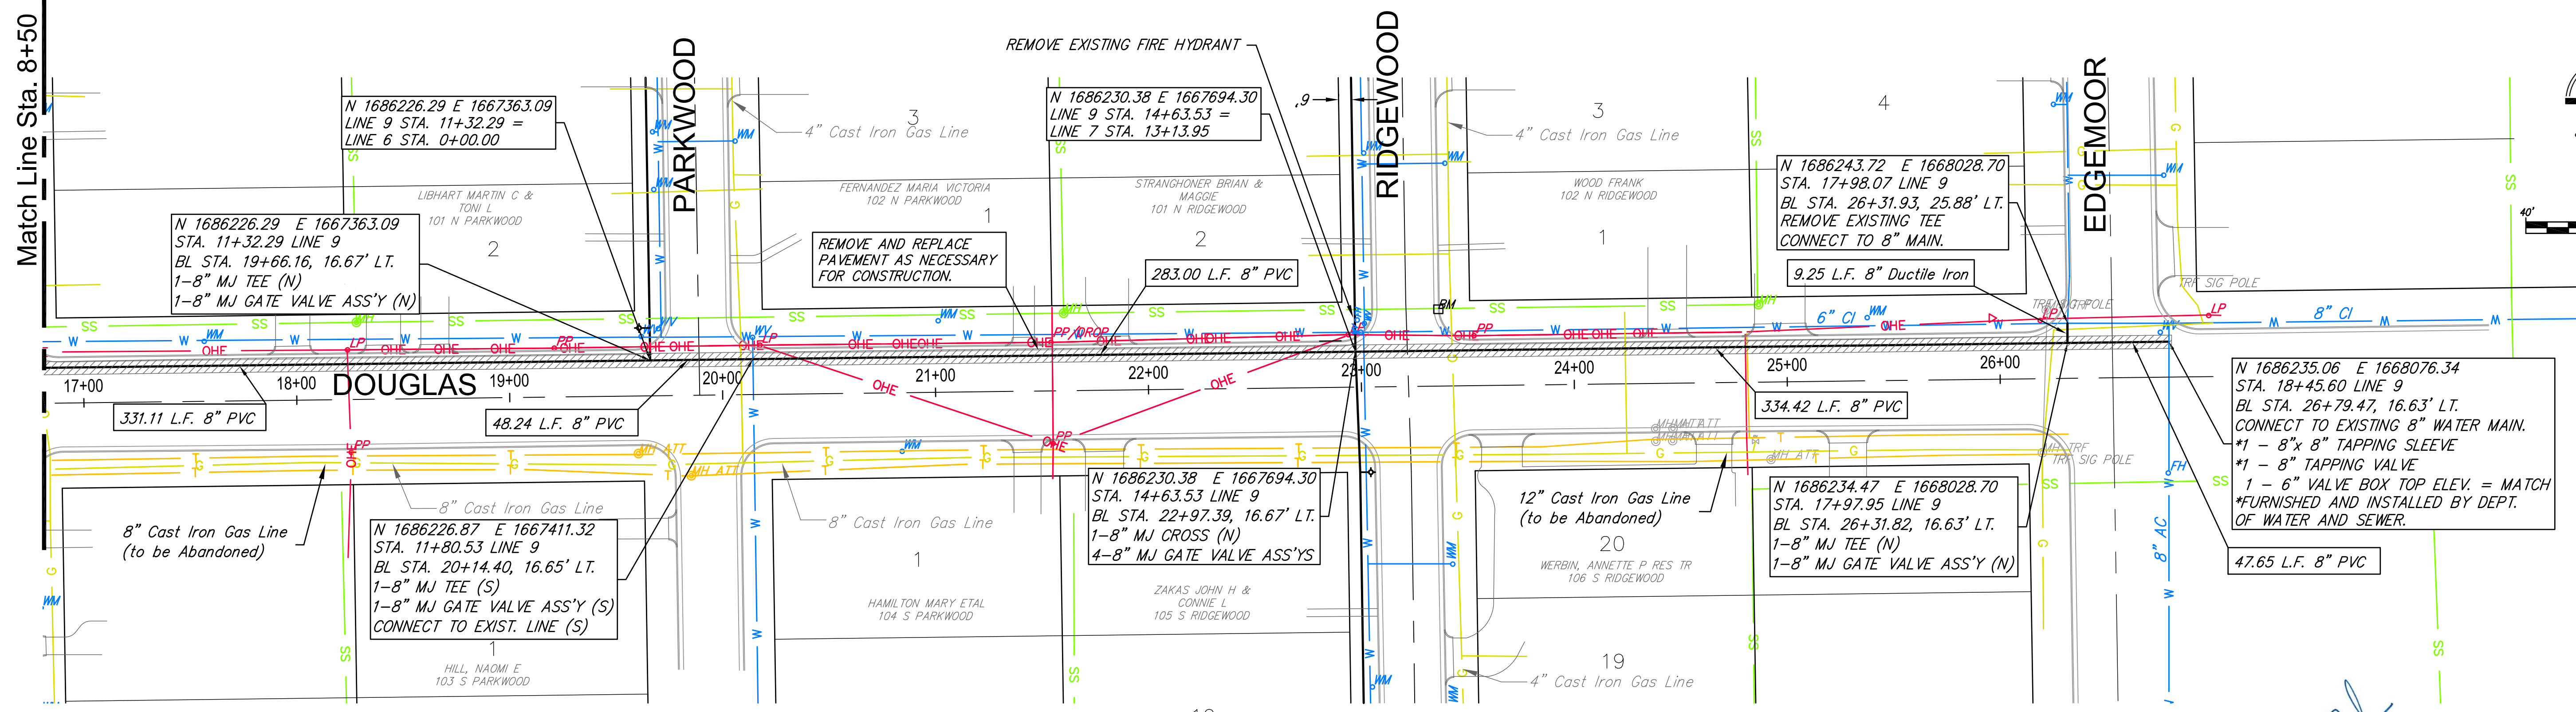 Match Line Sta. 8+50
PARKWOOD
RIDGEWOOD
EDGEMOOR
DOUGLAS
REMOVE EXISTING FIRE HYDRANT
N 1686226.29 E 1667363.09
LINE 9 STA. 11+32.29 =
LINE 6 STA. 0+00.00
3
4" Cast Iron Gas Line
N 1686230.38 E 1667694.30
LINE 9 STA. 14+63.53 =
LINE 7 STA. 13+13.95
9'
3
4" Cast Iron Gas Line
4
N 1686243.72 E 1668028.70
STA. 17+98.07 LINE 9
BL STA. 26+31.93, 25.88' LT.
REMOVE EXISTING TEE
CONNECT TO 8" MAIN.
40'
LIBHART MARTIN C &
TONI L
101 N PARKWOOD
2
FERNANDEZ MARIA VICTORIA
102 N PARKWOOD
1
STRANGHONER BRIAN &
MAGGIE
101 N RIDGEWOOD
2
WOOD FRANK
102 N RIDGEWOOD
1
N 1686226.29 E 1667363.09
STA. 11+32.29 LINE 9
BL STA. 19+66.16, 16.67' LT.
1-8" MJ TEE (N)
1-8" MJ GATE VALVE ASS'Y (N)
REMOVE AND REPLACE
PAVEMENT AS NECESSARY
FOR CONSTRUCTION.
283.00 L.F. 8" PVC
9.25 L.F. 8" Ductile Iron
TRF SIG POLE
BM
6" CI
8" CI
PP/DROP
17+00
18+00
19+00
20+00
21+00
22+00
23+00
24+00
25+00
26+00
331.11 L.F. 8" PVC
48.24 L.F. 8" PVC
334.42 L.F. 8" PVC
N 1686235.06 E 1668076.34
STA. 18+45.60 LINE 9
BL STA. 26+79.47, 16.63' LT.
CONNECT TO EXISTING 8" WATER MAIN.
*1 - 8"x 8" TAPPING SLEEVE
*1 - 8" TAPPING VALVE
1 - 6" VALVE BOX TOP ELEV. = MATCH
*FURNISHED AND INSTALLED BY DEPT.
OF WATER AND SEWER.
47.65 L.F. 8" PVC
MH ATT
MH ATT
MH ATT
MH TRF
TRF SIG POLE
FH
8" AC
8" Cast Iron Gas Line
(to be Abandoned)
8" Cast Iron Gas Line
N 1686226.87 E 1667411.32
STA. 11+80.53 LINE 9
BL STA. 20+14.40, 16.65' LT.
1-8" MJ TEE (S)
1-8" MJ GATE VALVE ASS'Y (S)
CONNECT TO EXIST. LINE (S)
1
HILL, NAOMI E
103 S PARKWOOD
8" Cast Iron Gas Line
1
HAMILTON MARY ETAL
104 S PARKWOOD
N 1686230.38 E 1667694.30
STA. 14+63.53 LINE 9
BL STA. 22+97.39, 16.67' LT.
1-8" MJ CROSS (N)
4-8" MJ GATE VALVE ASS'YS
ZAKAS JOHN H &
CONNIE L
105 S RIDGEWOOD
12" Cast Iron Gas Line
(to be Abandoned)
20
WERBIN, ANNETTE P RES TR
106 S RIDGEWOOD
N 1686234.47 E 1668028.70
STA. 17+97.95 LINE 9
BL STA. 26+31.82, 16.63' LT.
1-8" MJ TEE (N)
1-8" MJ GATE VALVE ASS'Y (N)
19
4" Cast Iron Gas Line